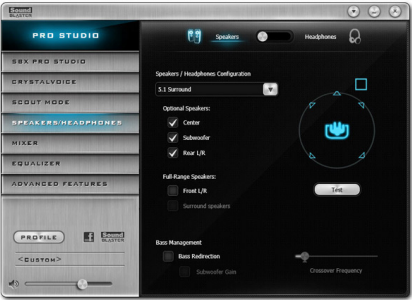 Sound
BLASTER
PRO STUDIO
Speakers
Headphones
SBX PRO STUDIO
CRYSTALVOICE
SCOUT MODE
SPEAKERS/HEADPHONES
MIXER
EQUALIZER
ADVANCED FEATURES
PROFILE
f
Sound
BLASTER
<CUSTOM>
Speakers / Headphones Configuration
5.1 Surround
Optional Speakers:
Center
Subwoofer
Rear L/R
Full-Range Speakers:
Front L/R
Surround speakers
Test
Bass Management
Bass Redirection
Subwoofer Gain
Crossover Frequency